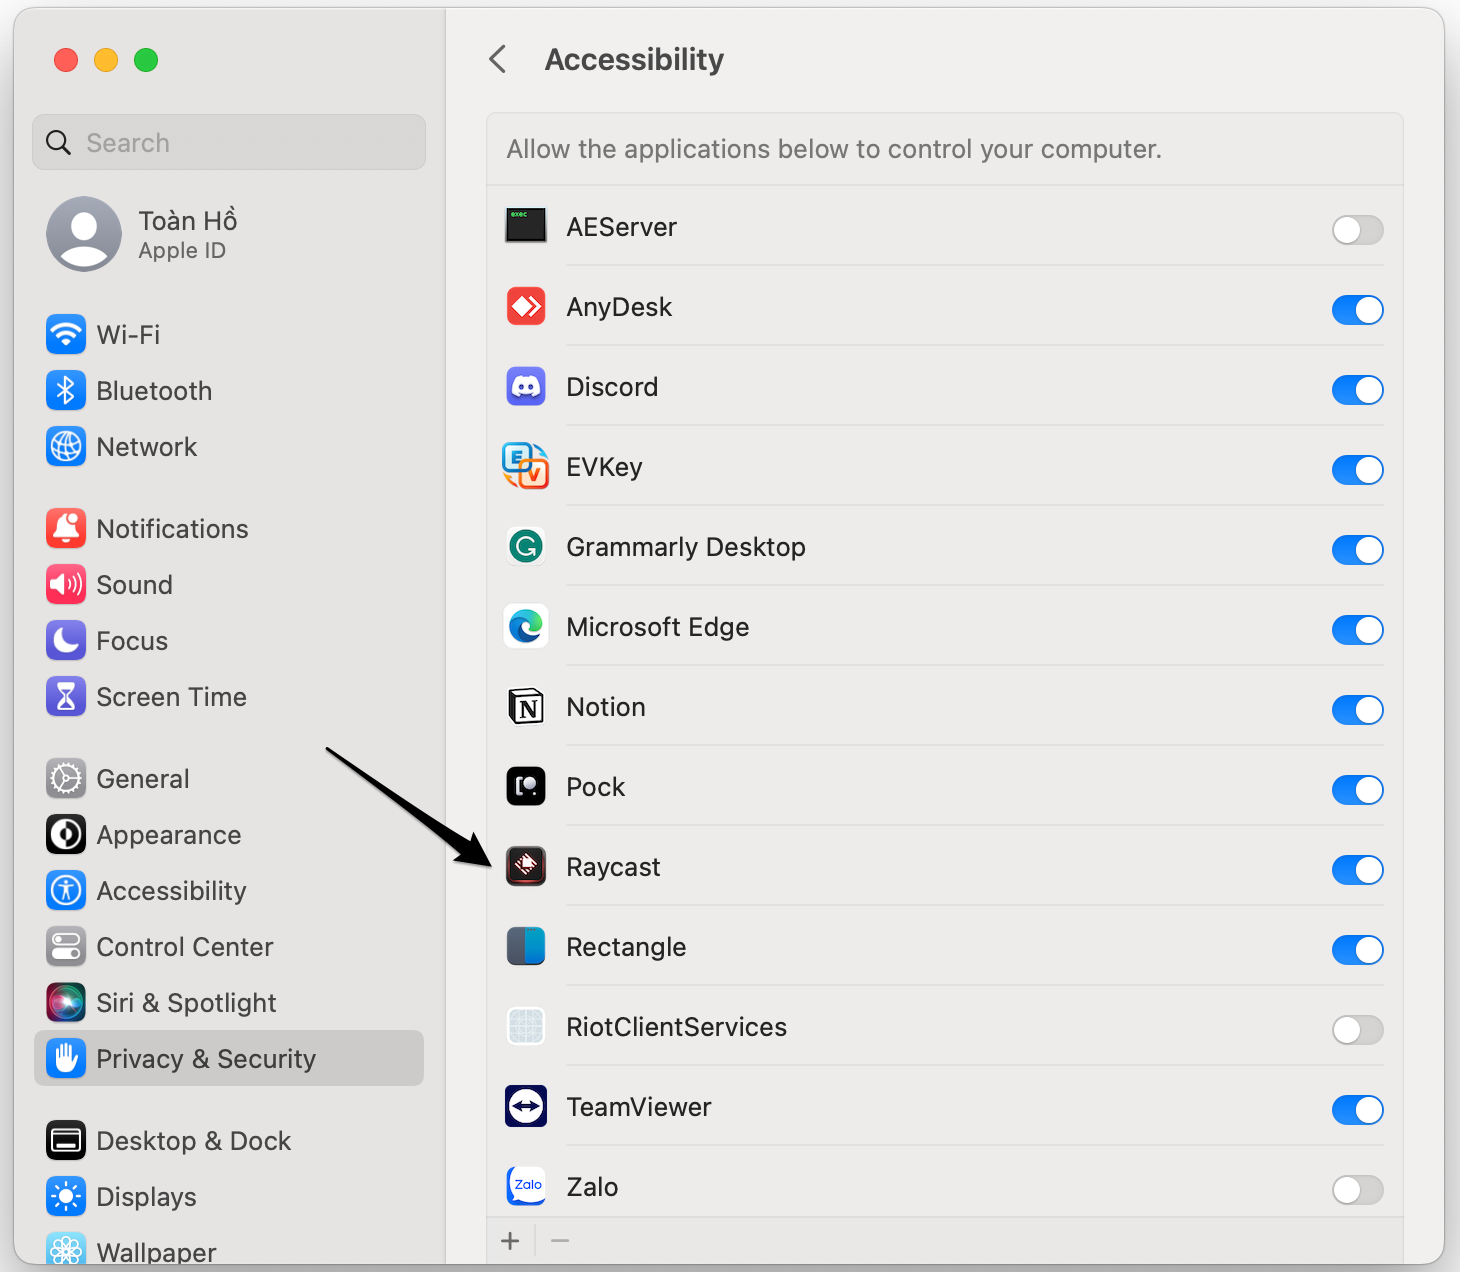 Search
Toàn Hồ
Apple ID
Wi-Fi
Bluetooth
Network
Notifications
Sound
Focus
Screen Time
General
Appearance
Accessibility
Control Center
Siri & Spotlight
Privacy & Security
Desktop & Dock
Displays
Wallpaper
Accessibility
Allow the applications below to control your computer.
exec
AEServer
AnyDesk
Discord
E
V
EVKey
G
Grammarly Desktop
Microsoft Edge
N
Notion
Pock
Raycast
Rectangle
RiotClientServices
TeamViewer
Zalo
Zalo